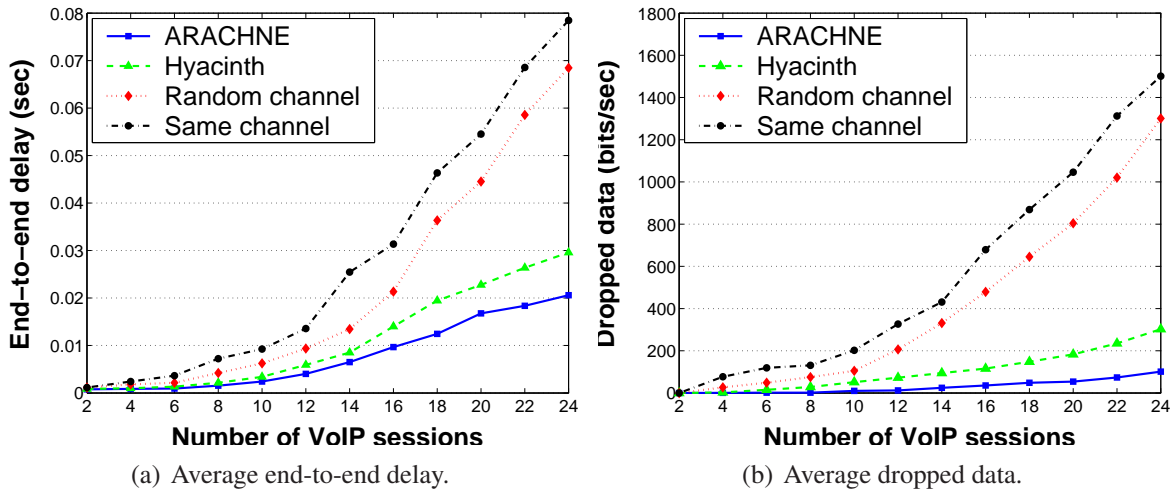 0.08
0.07
0.06
0.05
0.04
0.03
0.02
0.01
0
End−to−end delay (sec)
ARACHNE
Hyacinth
Random channel
Same channel
2 4 6 8 10 12 14 16 18 20 22 24
Number of VoIP sessions
(a) Average end-to-end delay.
1800
1600
1400
1200
1000
800
600
400
200
0
Dropped data (bits/sec)
ARACHNE
Hyacinth
Random channel
Same channel
2 4 6 8 10 12 14 16 18 20 22 24
Number of VoIP sessions
(b) Average dropped data.